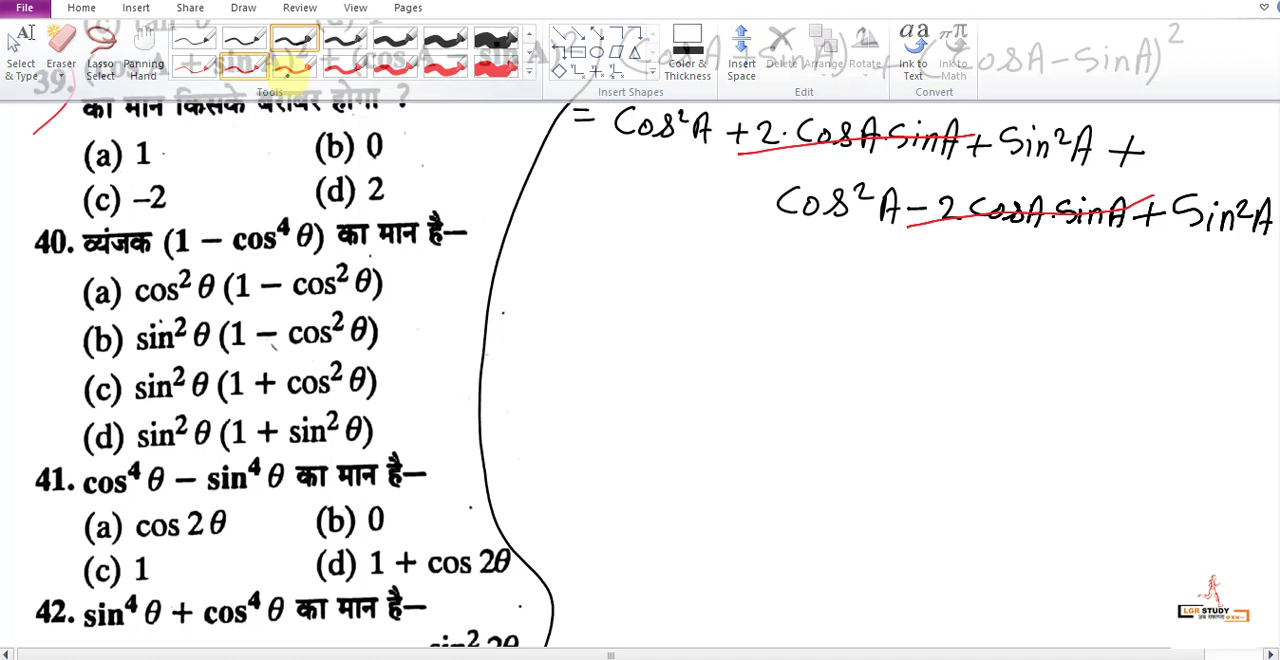 File Home Insert Share Draw Review View Pages
Select & Type
Eraser
Lasso Select
Panning Hand
Tools
Insert Shapes
Color & Thickness
Insert Space
Delete
Arrange
Rotate
Edit
Ink to Text
Ink to Math
Convert
39.
का मान किसके बराबर होगा ?
(a) 1 (b) 0
(c) –2 (d) 2
40. व्यंजक (1 – cos⁴ θ) का मान है–
(a) cos² θ (1 – cos² θ)
(b) sin² θ (1 – cos² θ)
(c) sin² θ (1 + cos² θ)
(d) sin² θ (1 + sin² θ)
41. cos⁴ θ – sin⁴ θ का मान है–
(a) cos 2θ (b) 0
(c) 1 (d) 1 + cos 2θ
42. sin⁴ θ + cos⁴ θ का मान है–
CosA – SinA)²
= Cos²A + 2·CosA SinA + Sin²A +
Cos²A – 2 CosA·SinA + Sin²A
LGR STUDY